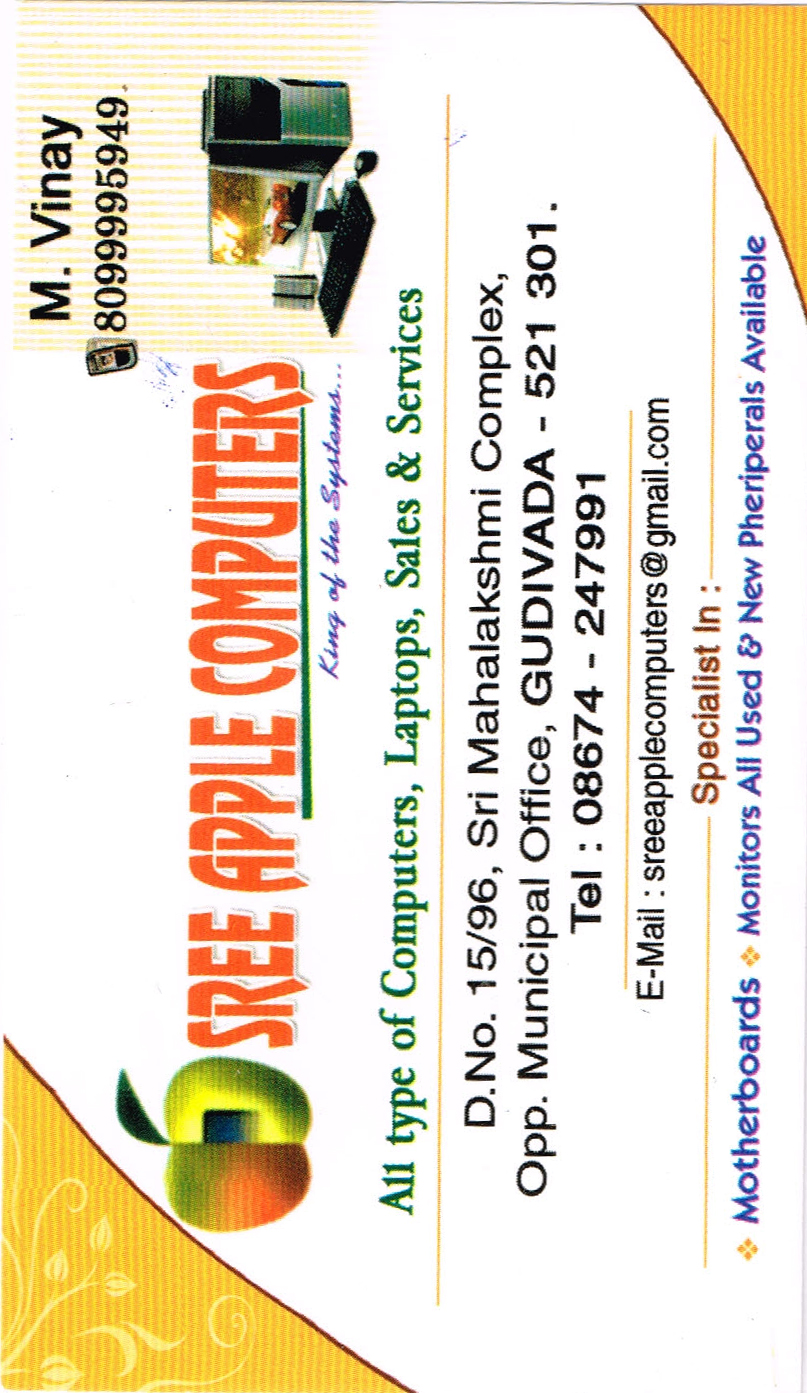 M. Vinay
8099995949.
SREE APPLE COMPUTERS
King of the Systems...
All type of Computers, Laptops, Sales & Services
D.No. 15/96, Sri Mahalakshmi Complex,
Opp. Municipal Office, GUDIVADA - 521 301.
Tel : 08674 - 247991
E-Mail : sreeapplecomputers@gmail.com
Specialist In :
❖ Motherboards ❖ Monitors All Used & New Pheriperals Available